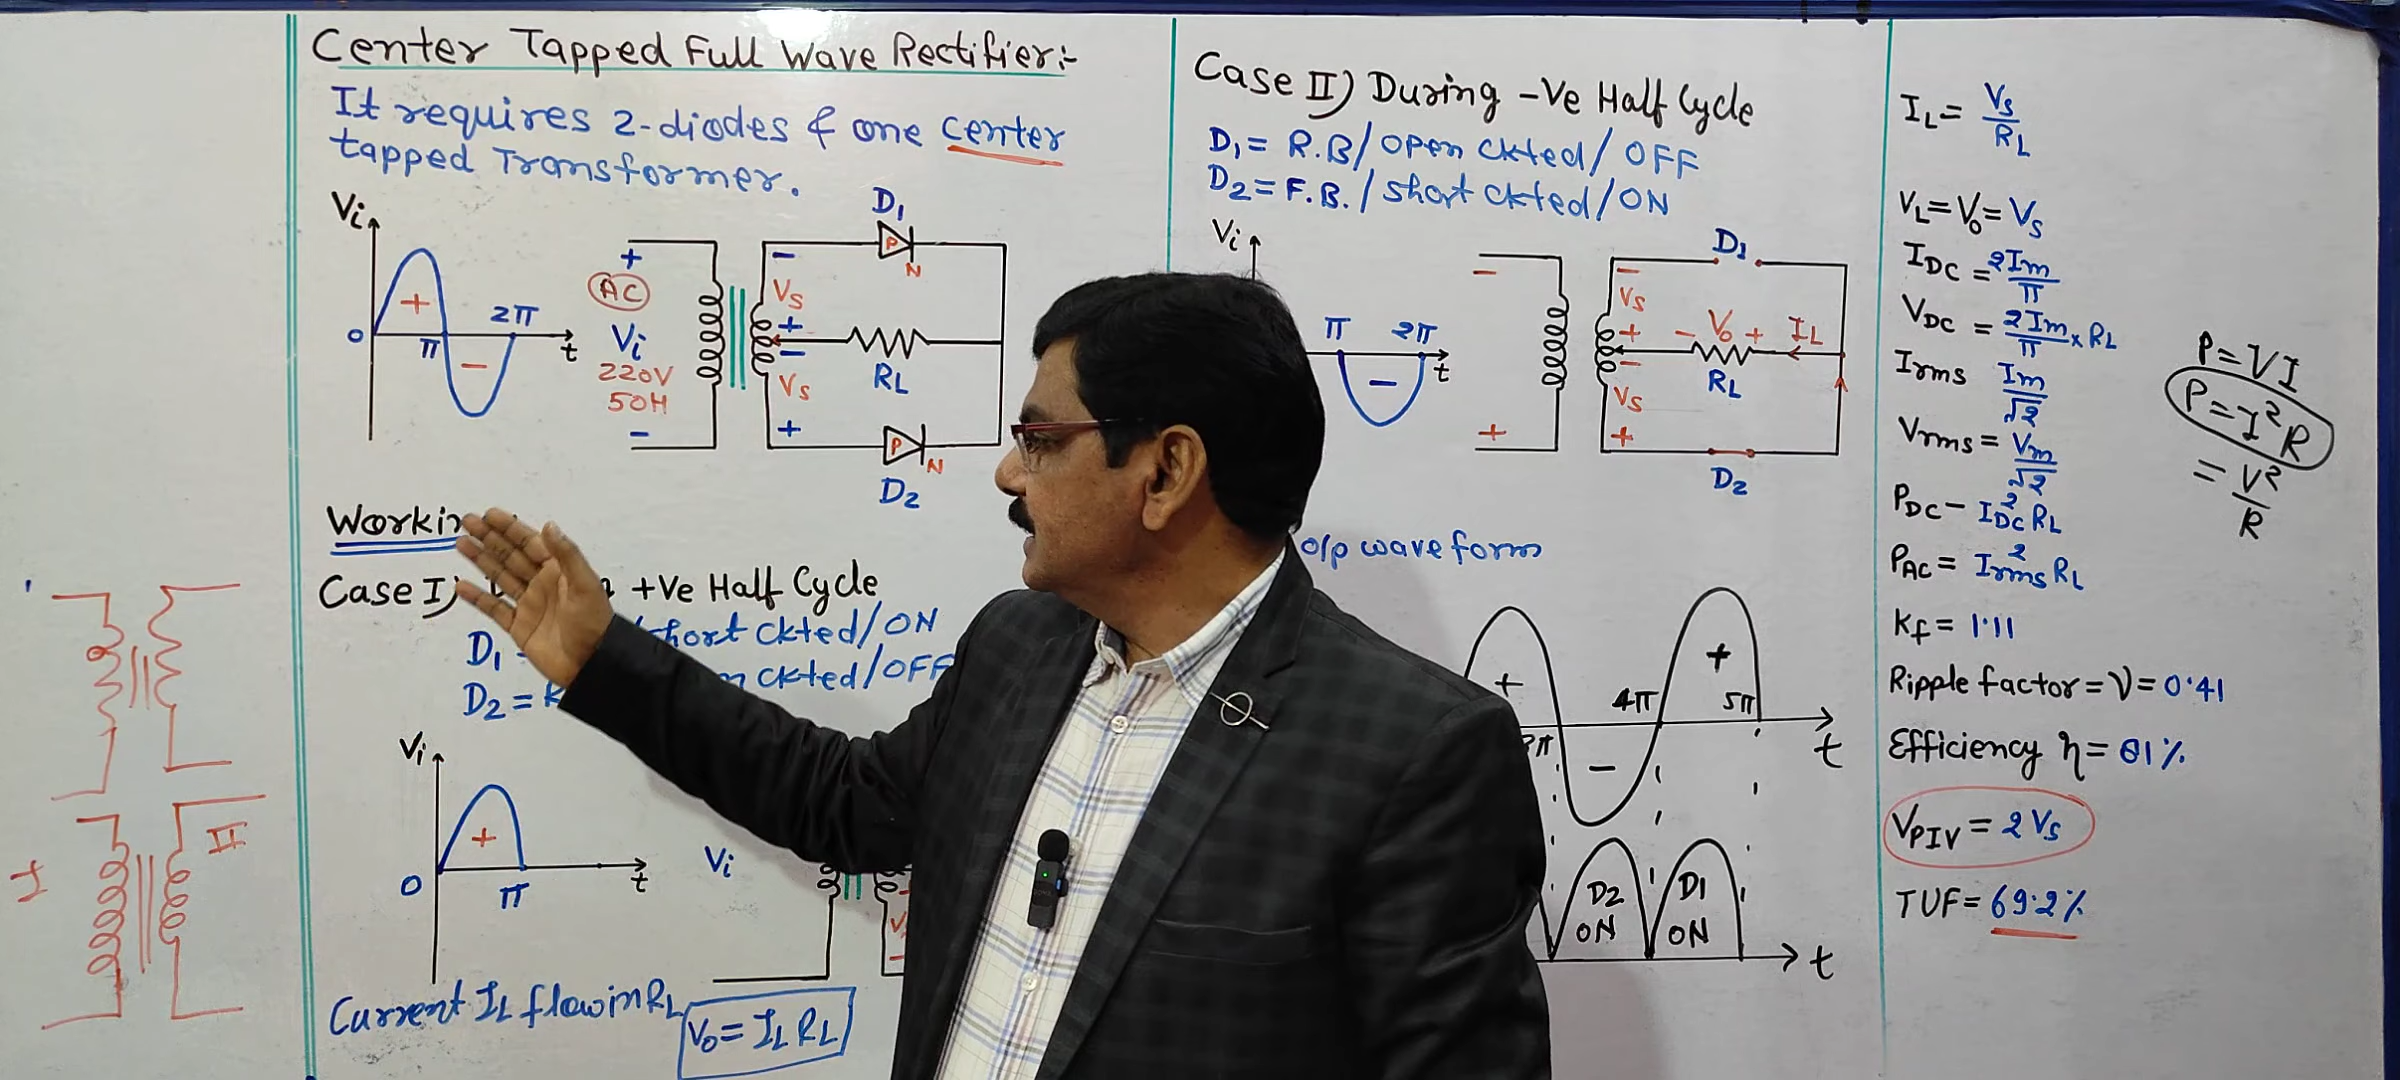 Center Tapped Full Wave Rectifier:-
It requires 2-diodes & one center
tapped Transformer.
Vi
+
0
π
2π
t
-
+
AC
Vi
220V
50H
-
-
Vs
+
-
Vs
+
D1
P
N
RL
P
N
D2
Case I) +Ve Half Cycle
D1 = short ckted/ON
D2 = ckted/OFF
Vi
+
0
π
t
Vi
Current IL flow in RL
V0 = IL RL
I
II
Case II) During -Ve Half Cycle
D1 = R.B/open ckted/OFF
D2 = F.B./short ckted/ON
Vi
π
2π
t
-
-
+
-
Vs
+
-
Vs
+
D1
- V0 + IL
RL
D2
o/p wave form
+
-
+
4π
5π
t
D2
ON
D1
ON
t
IL = Vs/RL
VL = V0 = Vs
IDC = 2Im/π
VDC = 2Im/π x RL
Irms Im/√2
Vrms = Vm/√2
PDC - I²DC RL
PAC = I²rms RL
Kf = 1.11
Ripple factor = γ = 0.41
Efficiency η = 81%
VPIV = 2Vs
TUF = 69.2%
P = VI
P = I²R
= V²/R